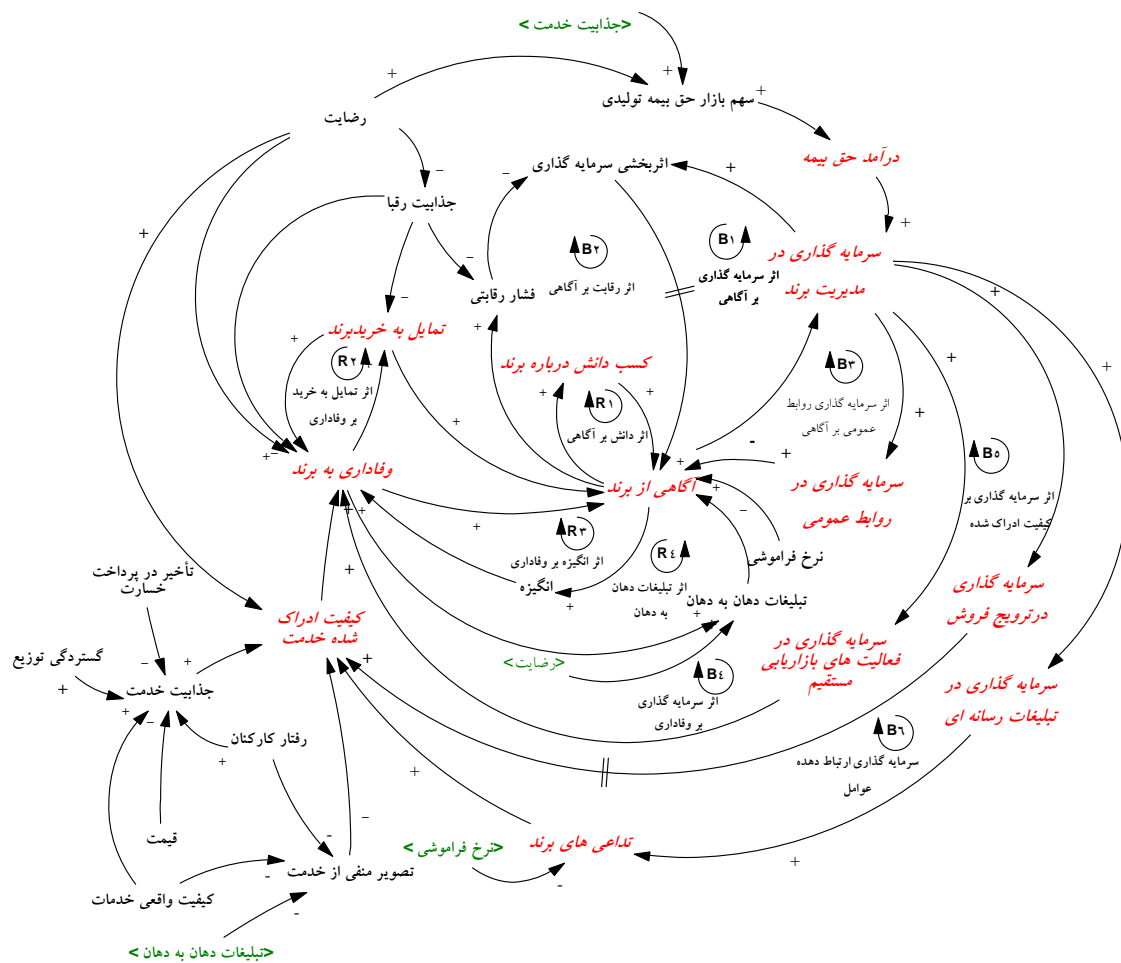 <جذابیت خدمت >
سهم بازار حق بیمه تولیدی
رضایت
درآمد حق بیمه
اثربخشی سرمایه گذاری
جذابیت رقبا
B۱
اثر سرمایه گذاری
بر آگاهی
B۲
اثر رقابت بر آگاهی
سرمایه گذاری در
مدیریت برند
فشار رقابتی
تمایل به خریدبرند
R۲
اثر تمایل به خرید
بر وفاداری
کسب دانش درباره برند
R۱
اثر دانش بر آگاهی
B۳
اثر سرمایه گذاری روابط
عمومی بر آگاهی
B۵
اثر سرمایه گذاری بر
کیفیت ادراک شده
وفاداری به برند
آگاهی از برند
سرمایه گذاری در
روابط عمومی
R۳
اثر انگیزه بر وفاداری
انگیزه
R٤
اثر تبلیغات دهان
به دهان
نرخ فراموشی
تبلیغات دهان به دهان
سرمایه گذاری
درترویج فروش
تأخیر در پرداخت
خسارت
کیفیت ادراک
شده خدمت
<رضایت>
سرمایه گذاری در
فعالیت های بازاریابی
مستقیم
گستردگی توزیع
جذابیت خدمت
B٤
اثر سرمایه گذاری
بر وفاداری
سرمایه گذاری در
تبلیغات رسانه ای
رفتار کارکنان
B٦
سرمایه گذاری ارتباط دهده
عوامل
قیمت
تداعی های برند
<نرخ فراموشی >
تصویر منفی از خدمت
کیفیت واقعی خدمات
<تبلیغات دهان به دهان >